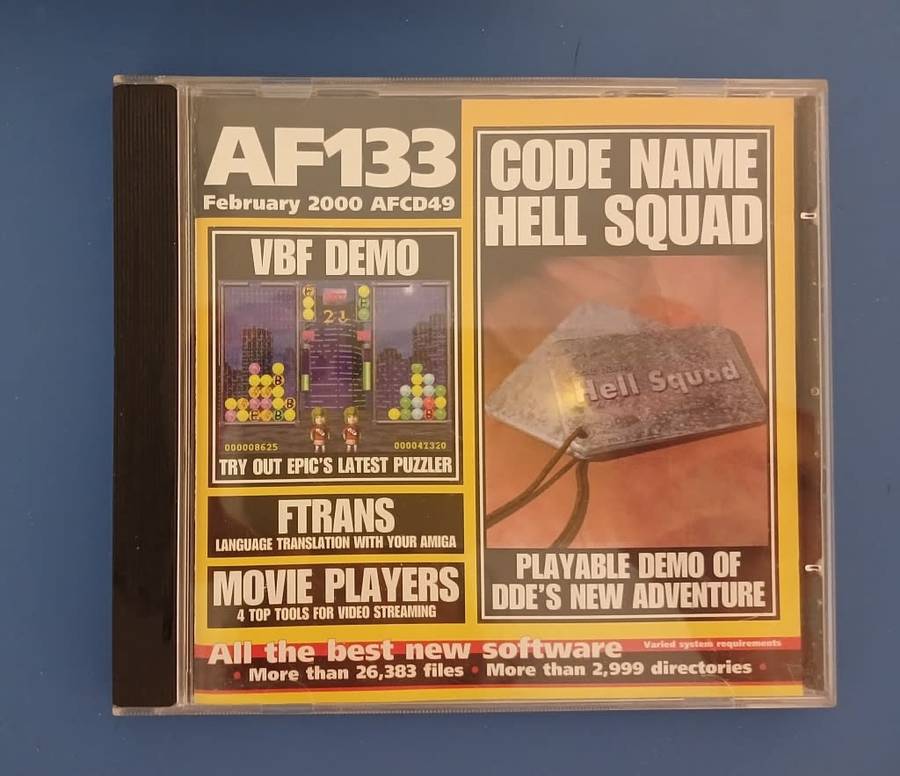 AF133
February 2000 AFCD49
VBF DEMO
21
000008625
000041320
TRY OUT EPIC'S LATEST PUZZLER
FTRANS
LANGUAGE TRANSLATION WITH YOUR AMIGA
MOVIE PLAYERS
4 TOP TOOLS FOR VIDEO STREAMING
CODE NAME
HELL SQUAD
Hell Squad
PLAYABLE DEMO OF
DDE'S NEW ADVENTURE
All the best new software
Varied system requirements
• More than 26,383 files • More than 2,999 directories •